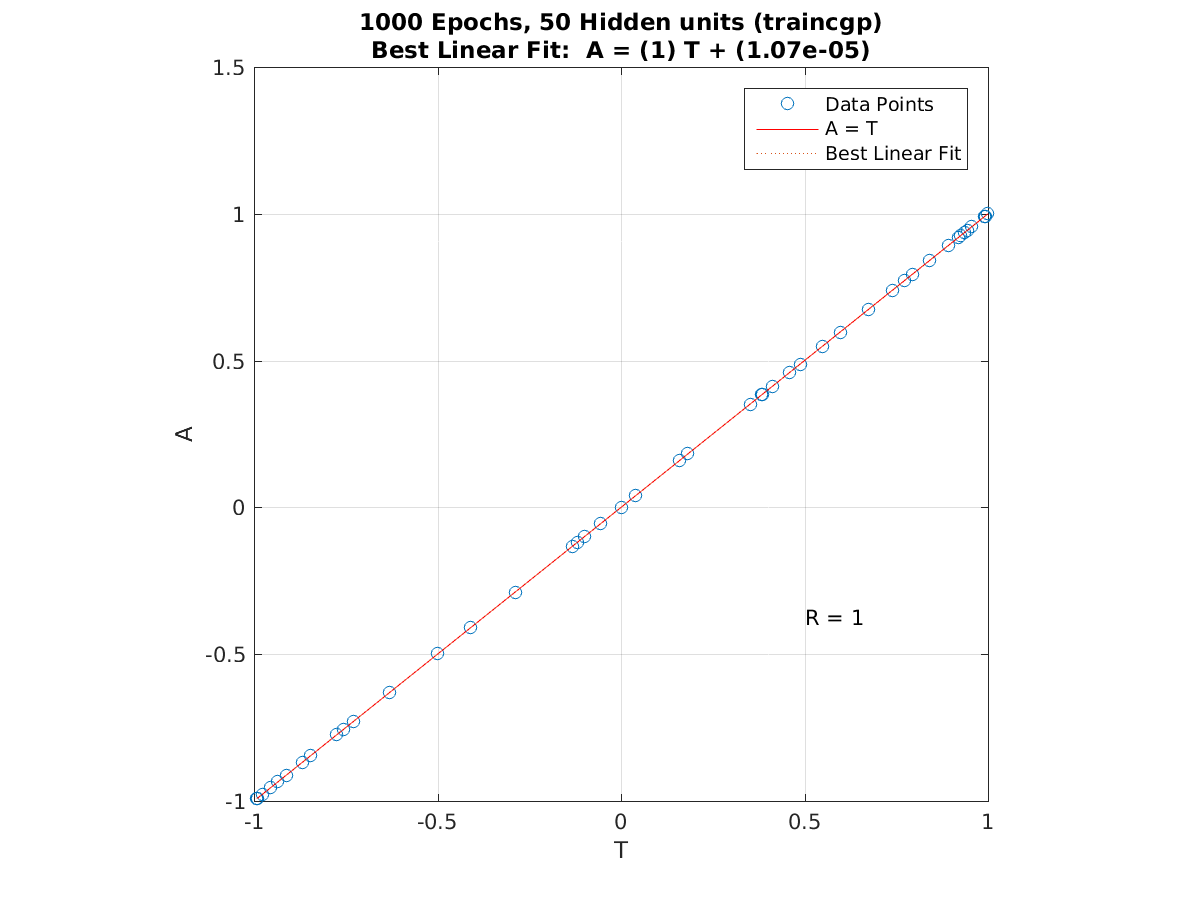 1000 Epochs, 50 Hidden units (traincgp)
Best Linear Fit: A = (1) T + (1.07e-05)
1.5
Data Points
A = T
Best Linear Fit
1
0.5
A
0
R = 1
-0.5
-1
-1
-0.5
0
0.5
1
T